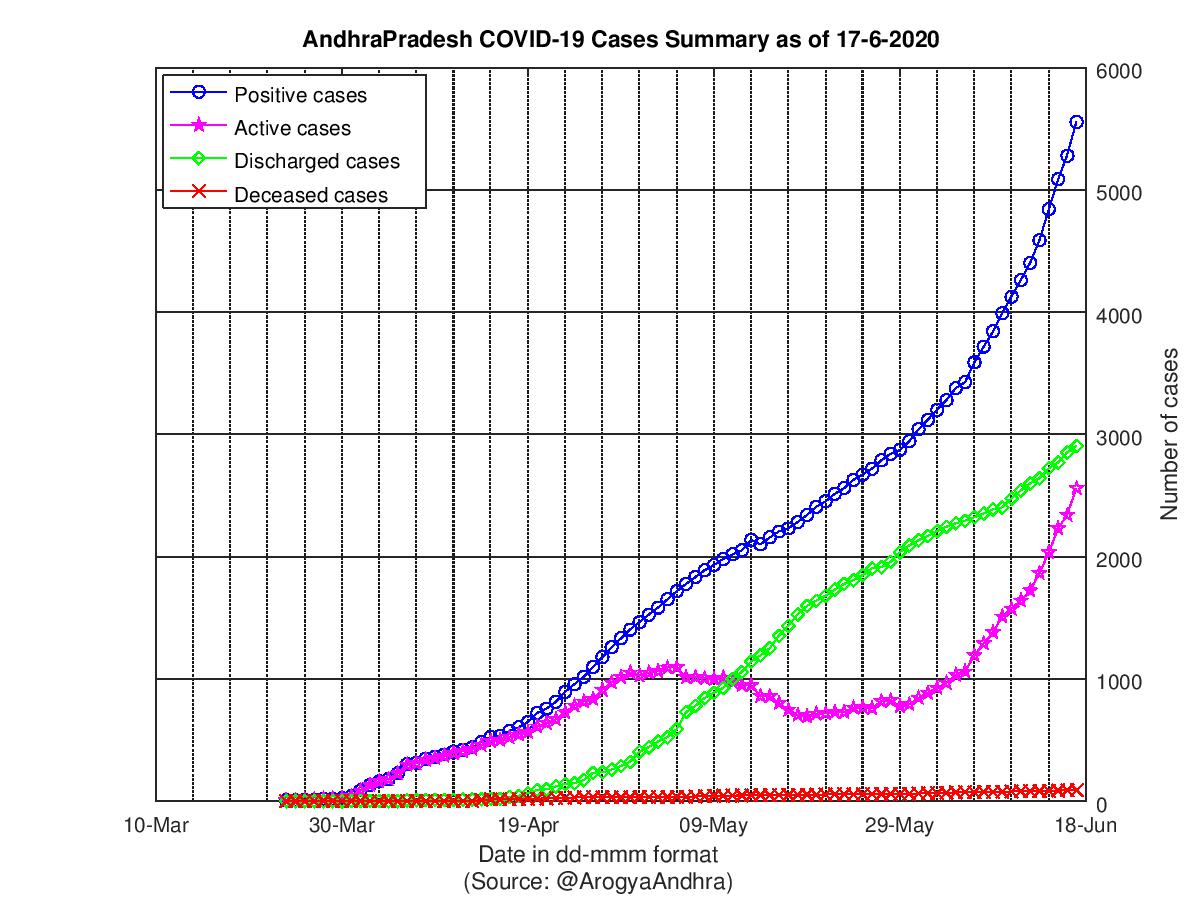 AndhraPradesh COVID-19 Cases Summary as of 17-6-2020
Positive cases
Active cases
Discharged cases
Deceased cases
6000
5000
4000
3000
2000
1000
0
Number of cases
10-Mar 30-Mar 19-Apr 09-May 29-May 18-Jun
Date in dd-mmm format
(Source: @ArogyaAndhra)